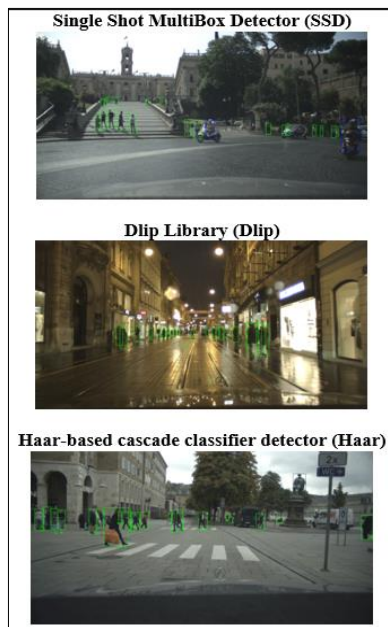 Single Shot MultiBox Detector (SSD)
Dlip Library (Dlip)
Haar-based cascade classifier detector (Haar)